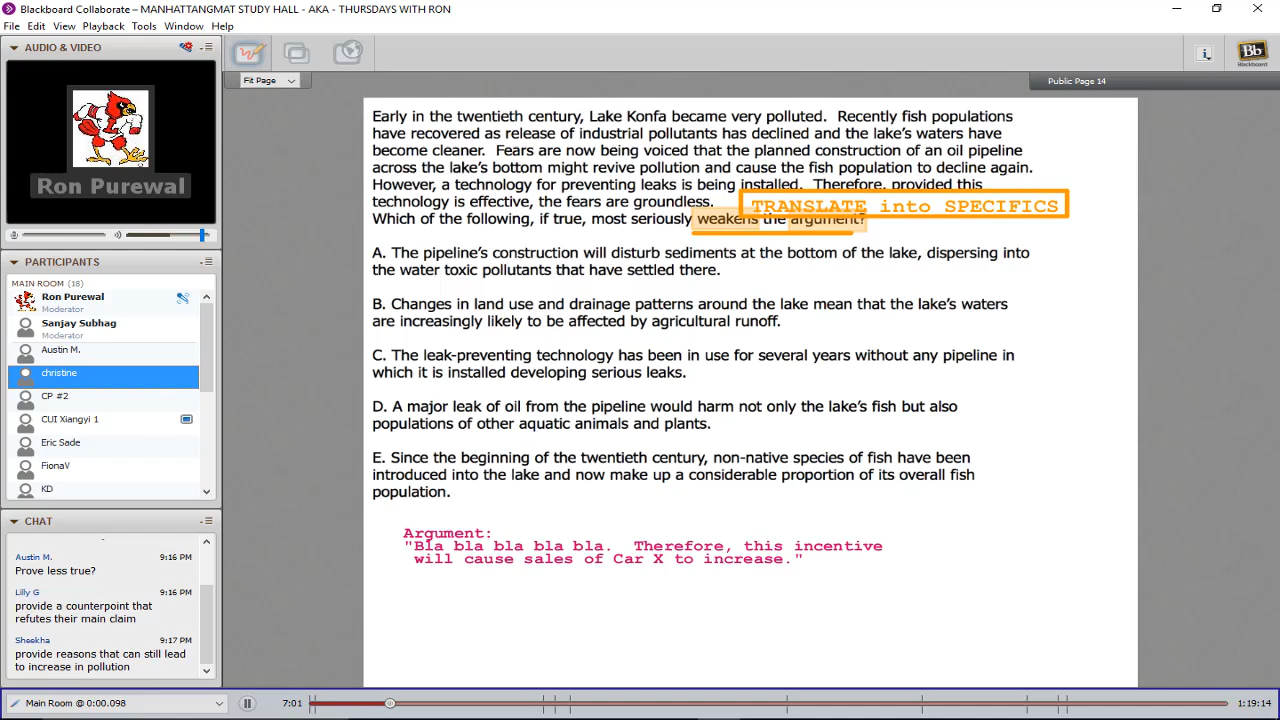 Blackboard Collaborate – MANHATTANGMAT STUDY HALL - AKA - THURSDAYS WITH RON
File Edit View Playback Tools Window Help
AUDIO & VIDEO
Ron Purewal
PARTICIPANTS
MAIN ROOM (18)
Ron Purewal
Moderator
Sanjay Subhag
Moderator
Austin M.
christine
CP #2
CUI Xiangyi 1
Eric Sade
FionaV
KD
CHAT
Austin M. 9:16 PM
Prove less true?
Lilly G 9:16 PM
provide a counterpoint that
refutes their main claim
Sheekha 9:17 PM
provide reasons that can still lead
to increase in pollution
Fit Page
Public Page 14
Bb
Blackboard
Early in the twentieth century, Lake Konfa became very polluted. Recently fish populations
have recovered as release of industrial pollutants has declined and the lake's waters have
become cleaner. Fears are now being voiced that the planned construction of an oil pipeline
across the lake's bottom might revive pollution and cause the fish population to decline again.
However, a technology for preventing leaks is being installed. Therefore, provided this
technology is effective, the fears are groundless.
TRANSLATE into SPECIFICS
Which of the following, if true, most seriously weakens the argument?
A. The pipeline's construction will disturb sediments at the bottom of the lake, dispersing into
the water toxic pollutants that have settled there.
B. Changes in land use and drainage patterns around the lake mean that the lake's waters
are increasingly likely to be affected by agricultural runoff.
C. The leak-preventing technology has been in use for several years without any pipeline in
which it is installed developing serious leaks.
D. A major leak of oil from the pipeline would harm not only the lake's fish but also
populations of other aquatic animals and plants.
E. Since the beginning of the twentieth century, non-native species of fish have been
introduced into the lake and now make up a considerable proportion of its overall fish
population.
Argument:
"Bla bla bla bla bla. Therefore, this incentive
will cause sales of Car X to increase."
Main Room @ 0:00.098
7:01
1:19:14